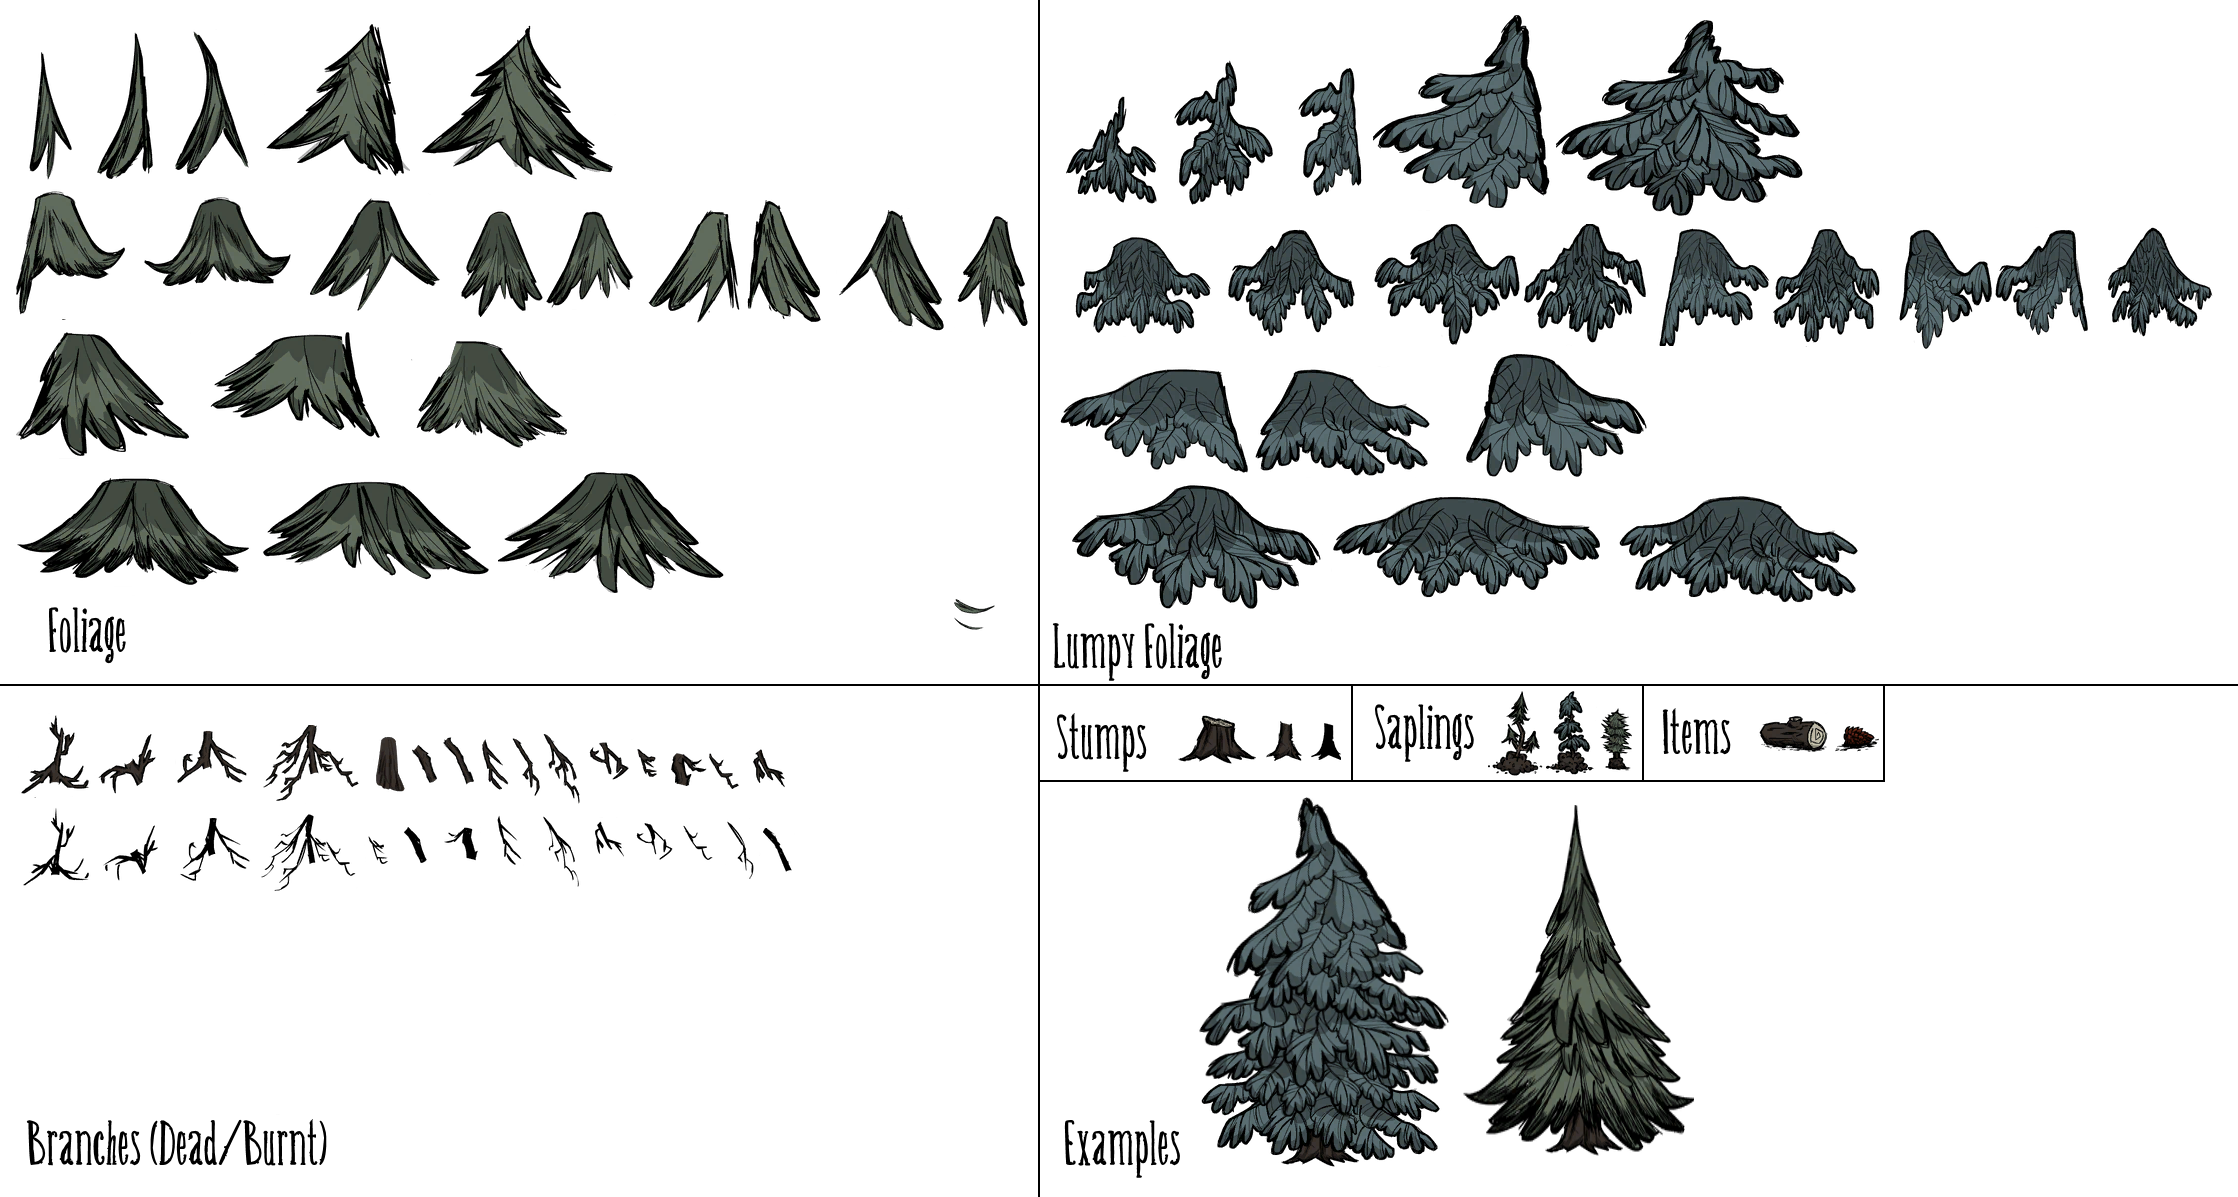 Foliage
Lumpy Foliage
Stumps
Saplings
Items
Branches (Dead/Burnt)
Examples